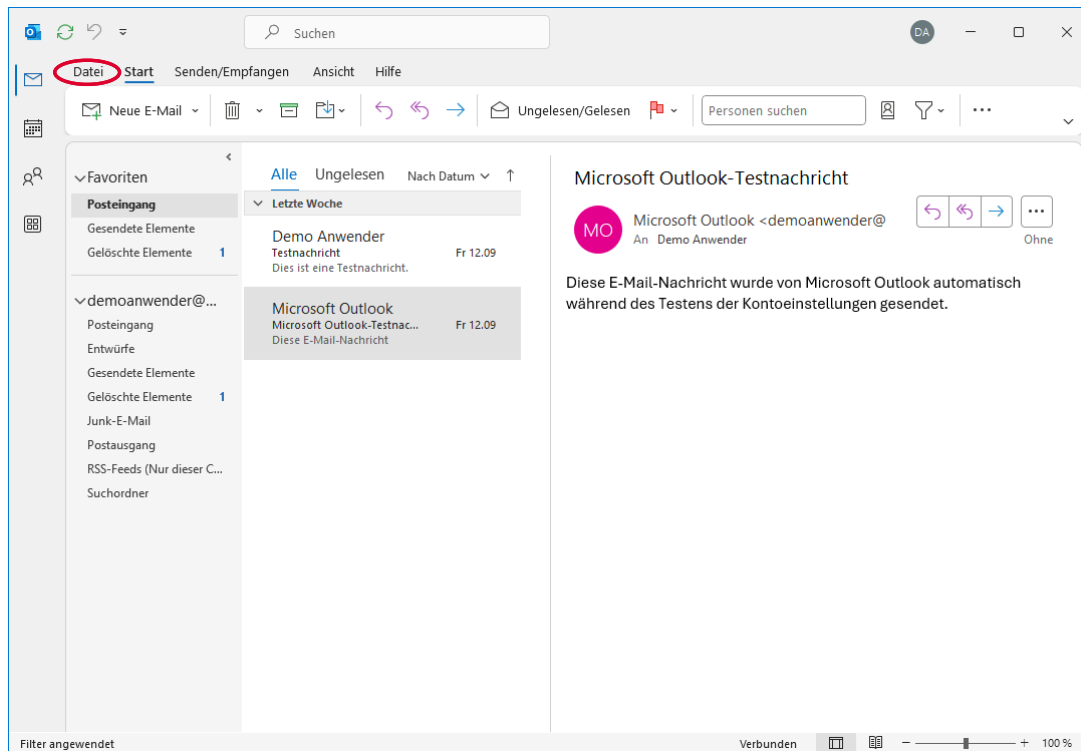 Suchen
DA
Datei Start Senden/Empfangen Ansicht Hilfe
Neue E-Mail Ungelesen/Gelesen Personen suchen
Favoriten
Posteingang
Gesendete Elemente
Gelöschte Elemente 1
demoanwender@...
Posteingang
Entwürfe
Gesendete Elemente
Gelöschte Elemente 1
Junk-E-Mail
Postausgang
RSS-Feeds (Nur dieser C...
Suchordner
Alle Ungelesen Nach Datum
Letzte Woche
Demo Anwender
Testnachricht Fr 12.09
Dies ist eine Testnachricht.
Microsoft Outlook
Microsoft Outlook-Testnac... Fr 12.09
Diese E-Mail-Nachricht
Microsoft Outlook-Testnachricht
MO
Microsoft Outlook <demoanwender@
An Demo Anwender
Ohne
Diese E-Mail-Nachricht wurde von Microsoft Outlook automatisch
während des Testens der Kontoeinstellungen gesendet.
Filter angewendet Verbunden 100 %